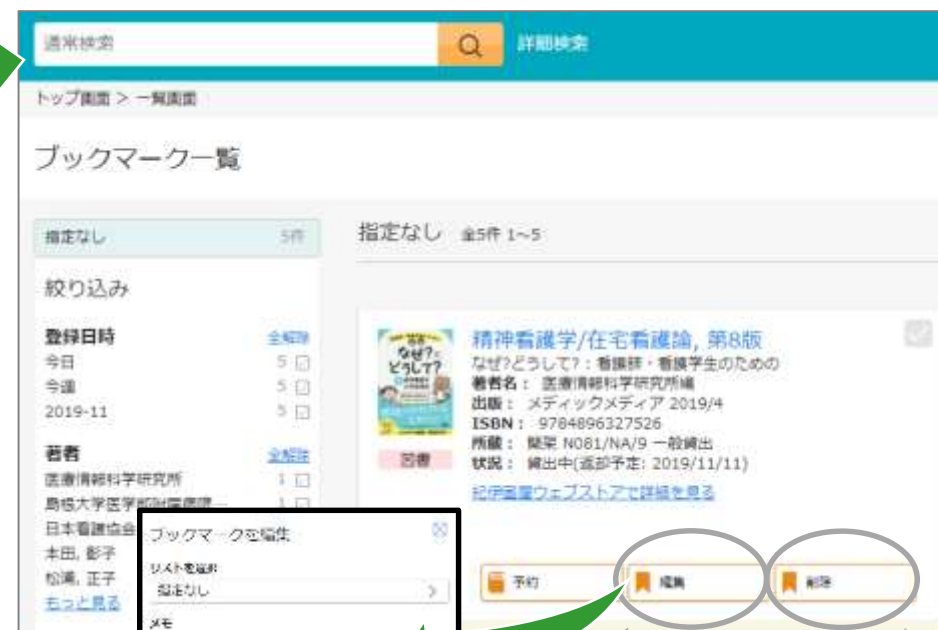 通常検索
詳細検索
トップ画面 > 一覧画面
ブックマーク一覧
指定なし 5件
絞り込み
登録日時 全解除
今日 5
今週 5
2019-11 5
著者 全解除
医療情報科学研究所 1
島根大学医学部附属病院… 1
日本看護協会
本田, 彰子
松浦, 正子
もっと見る
指定なし 全5件 1~5
なぜ?
どうして?
図書
精神看護学/在宅看護論, 第8版
なぜ?どうして? : 看護師・看護学生のための
著者名 : 医療情報科学研究所編
出版 : メディックメディア 2019/4
ISBN : 9784896327526
所蔵 : 開架 N081/NA/9 一般貸出
状況 : 貸出中(返却予定: 2019/11/11)
紀伊國屋ウェブストアで詳細を見る
予約
編集
削除
ブックマークを編集
リストを選択
指定なし >
メモ